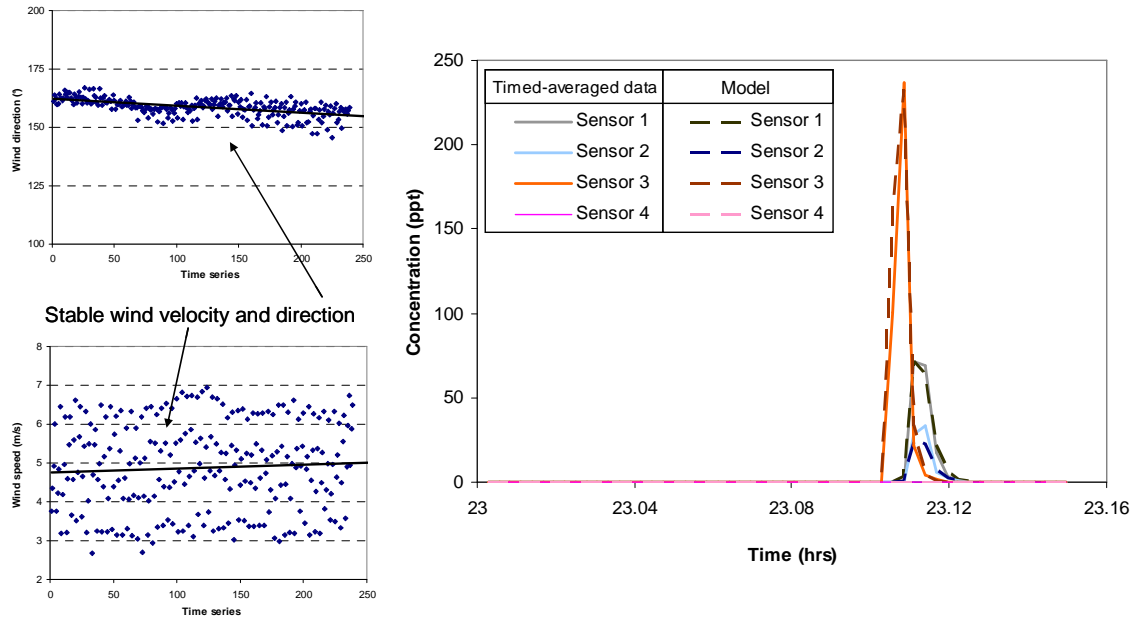 200
175
150
125
100
Wind direction (°)
0 50 100 150 200 250
Time series
Stable wind velocity and direction
8
7
6
5
4
3
2
Wind speed (m/s)
0 50 100 150 200 250
Time series
250
200
150
100
50
0
Concentration (ppt)
Timed-averaged data Model
Sensor 1 Sensor 1
Sensor 2 Sensor 2
Sensor 3 Sensor 3
Sensor 4 Sensor 4
23 23.04 23.08 23.12 23.16
Time (hrs)